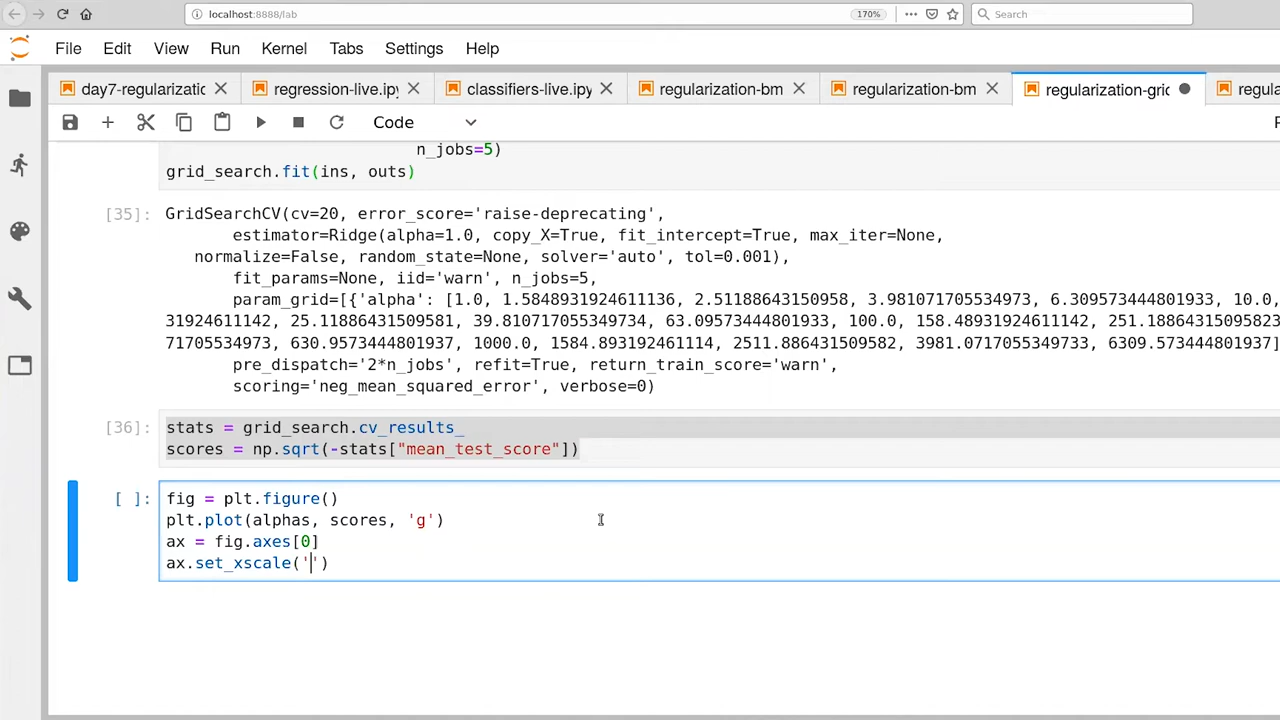 localhost:8888/lab
170%
Search
File Edit View Run Kernel Tabs Settings Help
day7-regularizatic
regression-live.ipy
classifiers-live.ipy
regularization-bm
regularization-bm
regularization-gric
regula
Code
n_jobs=5)
grid_search.fit(ins, outs)
[35]: GridSearchCV(cv=20, error_score='raise-deprecating',
estimator=Ridge(alpha=1.0, copy_X=True, fit_intercept=True, max_iter=None,
normalize=False, random_state=None, solver='auto', tol=0.001),
fit_params=None, iid='warn', n_jobs=5,
param_grid=[{'alpha': [1.0, 1.5848931924611136, 2.51188643150958, 3.981071705534973, 6.309573444801933, 10.0,
31924611142, 25.11886431509581, 39.810717055349734, 63.09573444801933, 100.0, 158.48931924611142, 251.1886431509582
71705534973, 630.9573444801937, 1000.0, 1584.893192461114, 2511.886431509582, 3981.0717055349733, 6309.573444801937]
pre_dispatch='2*n_jobs', refit=True, return_train_score='warn',
scoring='neg_mean_squared_error', verbose=0)
[36]: stats = grid_search.cv_results_
scores = np.sqrt(-stats["mean_test_score"])
[ ]: fig = plt.figure()
plt.plot(alphas, scores, 'g')
ax = fig.axes[0]
ax.set_xscale('')